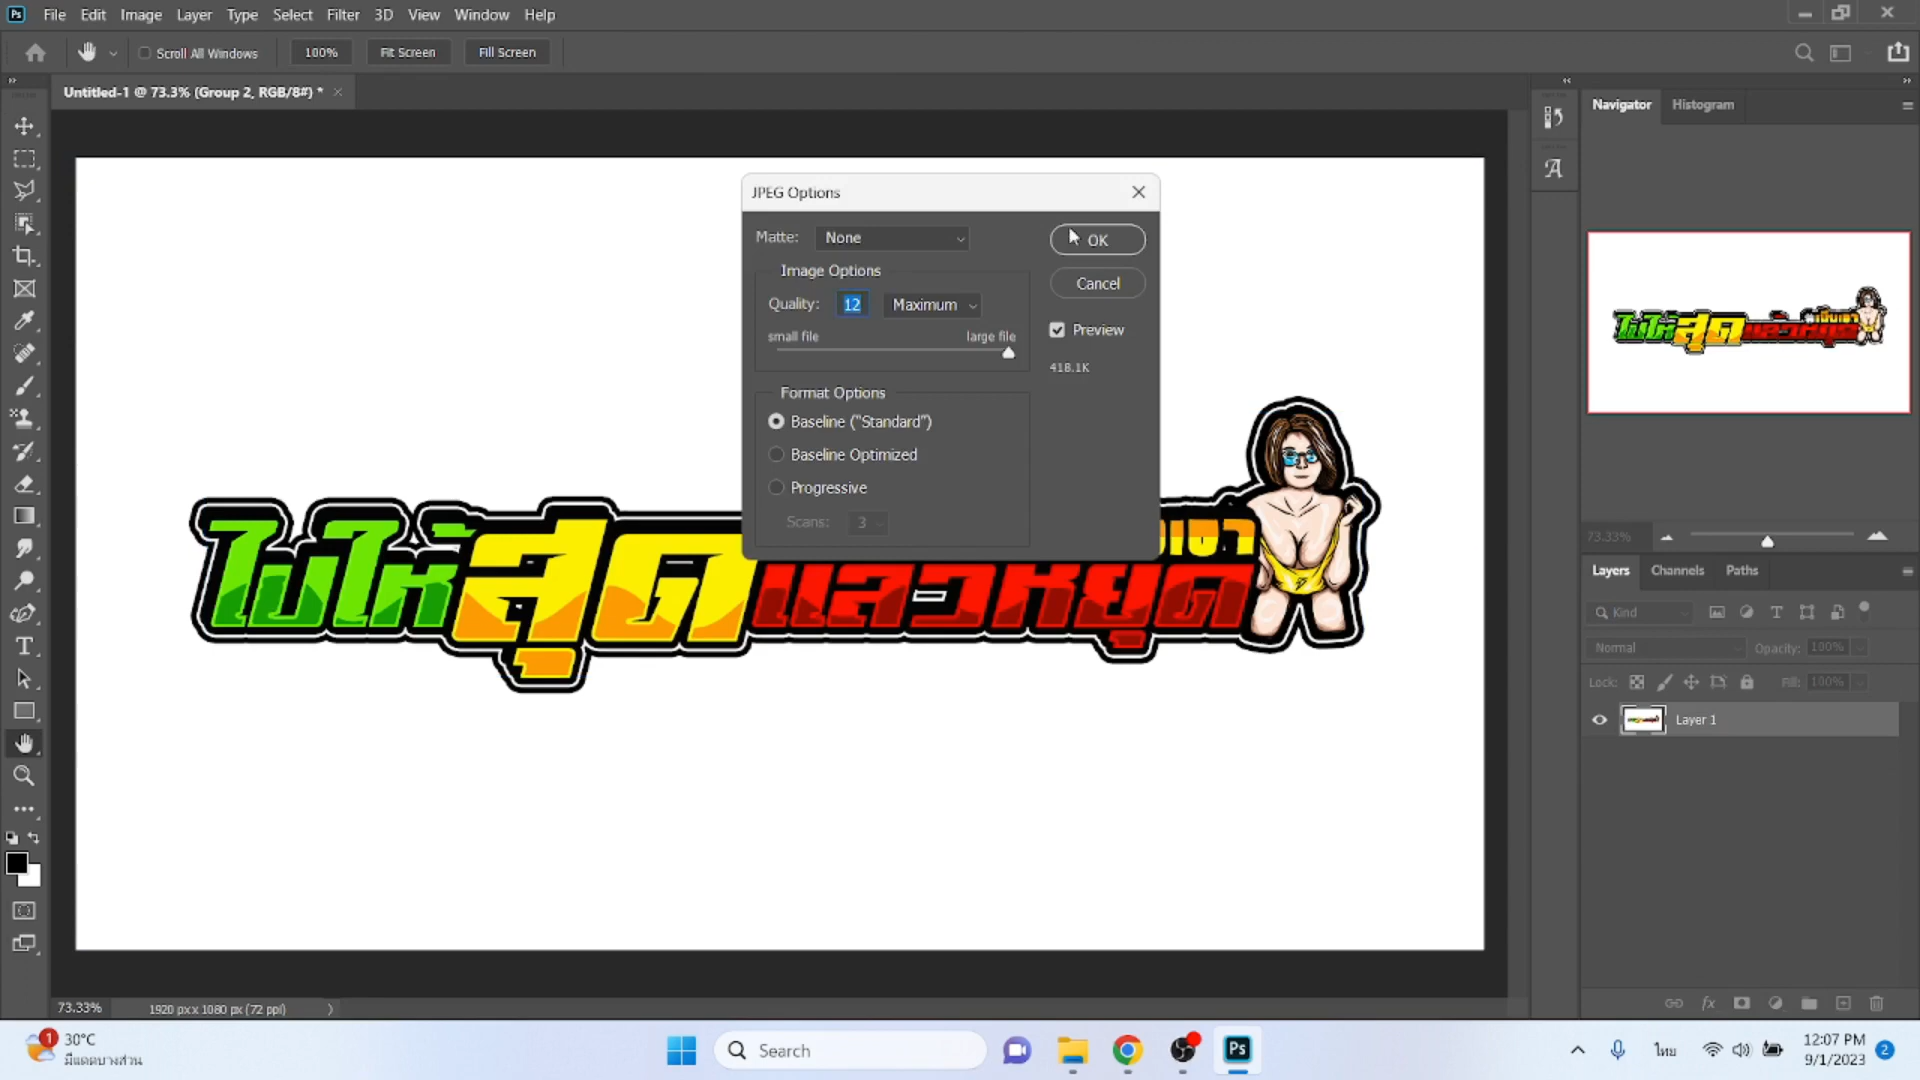 File Edit Image Layer Type Select Filter 3D View Window Help
Scroll All Windows 100% Fit Screen Fill Screen
Untitled-1 @ 73.3% (Group 2, RGB/8#) *
Navigator Histogram
JPEG Options
Matte: None
OK
Image Options
Cancel
Quality: 12 Maximum
small file large file
Preview
418.1K
Format Options
Baseline ("Standard")
Baseline Optimized
Progressive
Scans: 3
ไปให้สุดแลวหยุด
73.33%
Layers Channels Paths
Kind
Normal Opacity: 100%
Lock: Fill: 100%
Layer 1
73.33% 1920 px x 1080 px (72 ppi)
1 30°C
มีแดดบางส่วน
Search
ไทย
12:07 PM
9/1/2023
2